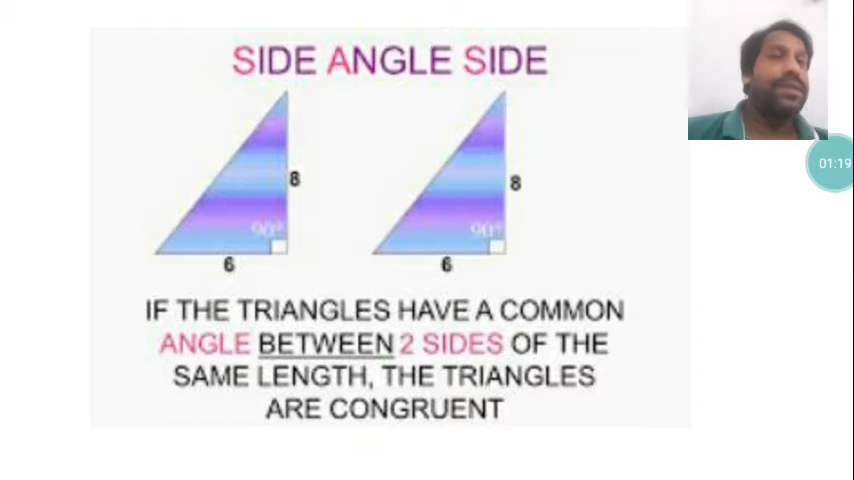 SIDE ANGLE SIDE
8
8
90°
90°
6
6
IF THE TRIANGLES HAVE A COMMON
ANGLE BETWEEN 2 SIDES OF THE
SAME LENGTH, THE TRIANGLES
ARE CONGRUENT
01:19